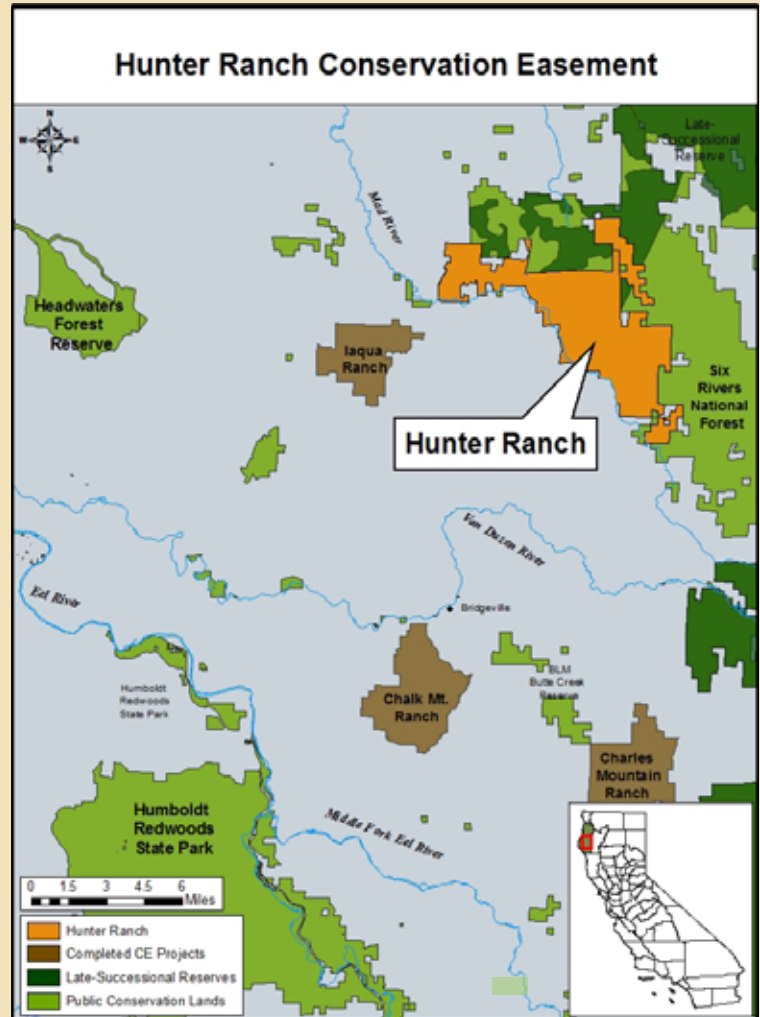 Hunter Ranch Conservation Easement
N
W
E
S
Late-
Successional
Reserve
Mad River
Headwaters
Forest
Reserve
Iaqua
Ranch
Six
Rivers
National
Forest
Hunter Ranch
Van Duzen River
Eel River
Bridgeville
Humboldt
Redwoods
State Park
Chalk Mt.
Ranch
BLM
Butte Creek
Reserve
Charles
Mountain
Ranch
Humboldt
Redwoods
State Park
Middle Fork Eel River
0 1.5 3 4.5 6
Miles
Hunter Ranch
Completed CE Projects
Late-Successional Reserves
Public Conservation Lands